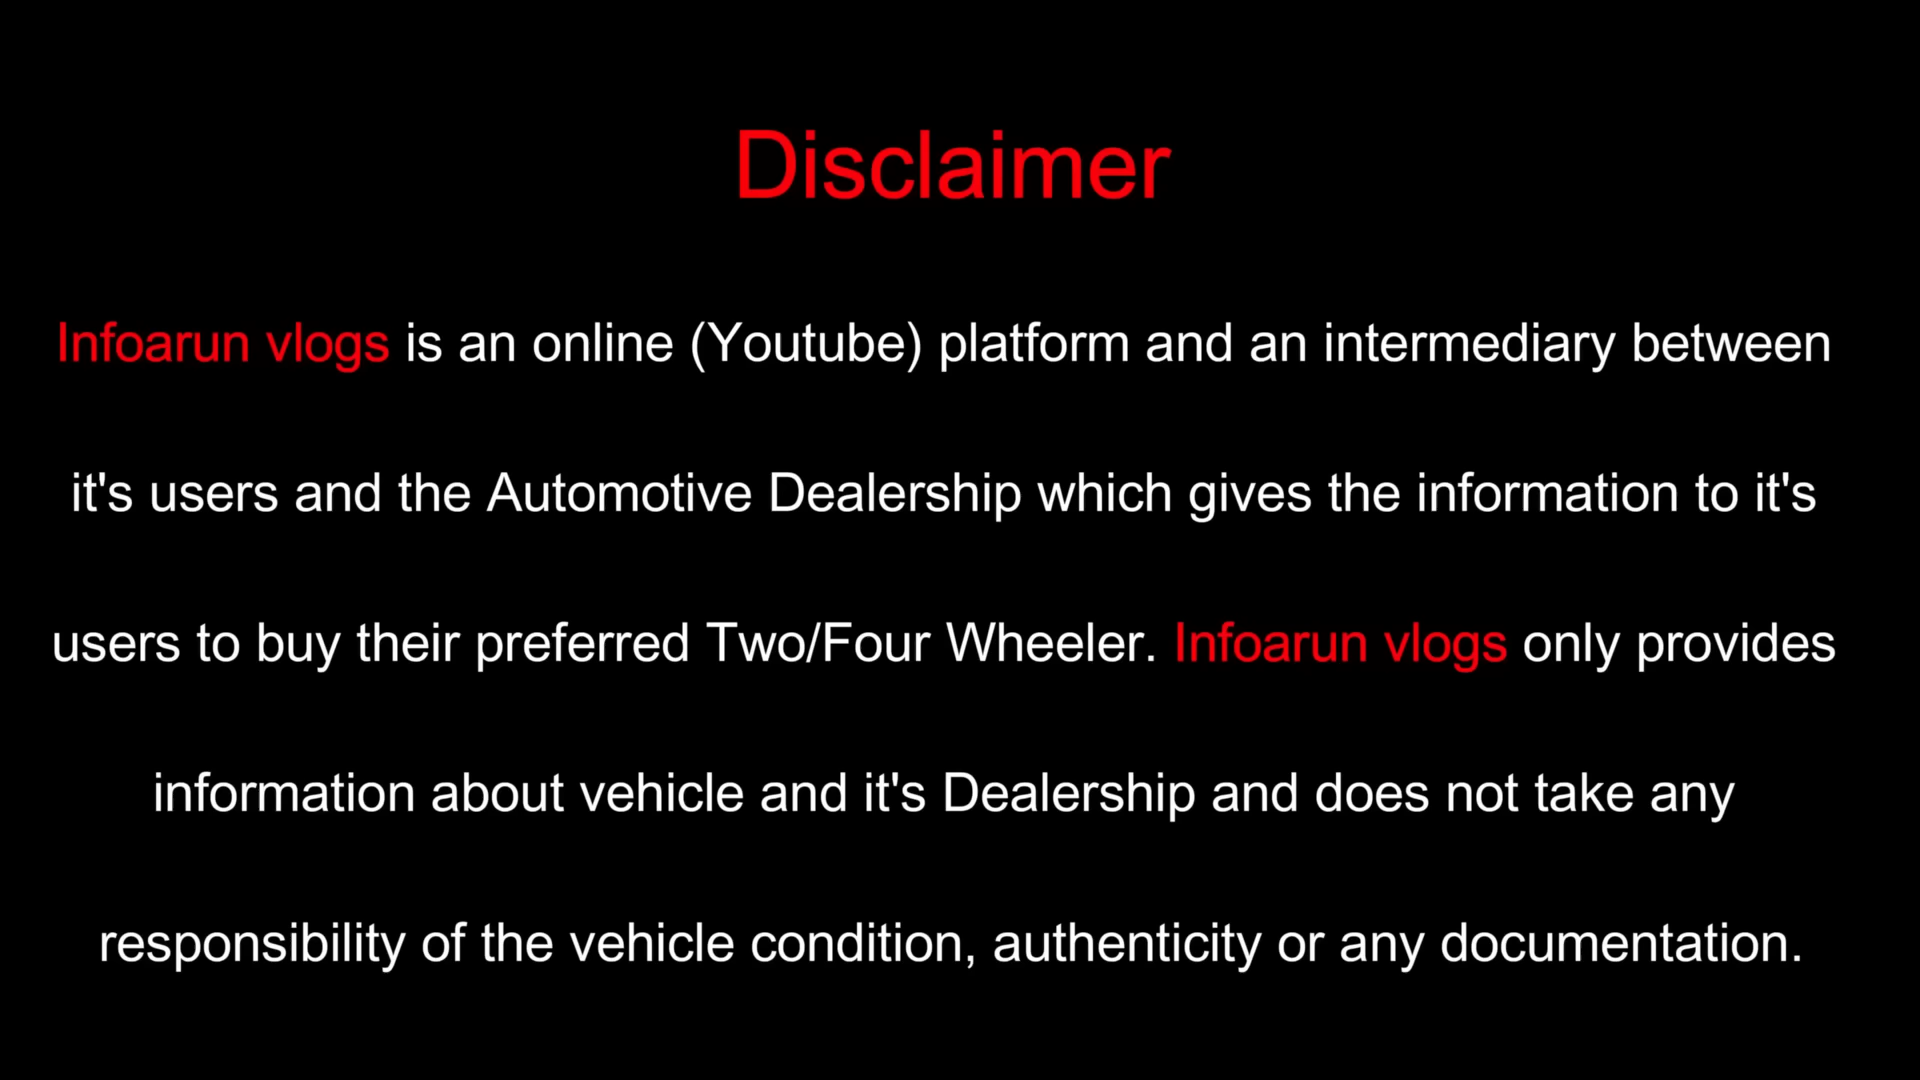 Disclaimer
Infoarun vlogs is an online (Youtube) platform and an intermediary between
it's users and the Automotive Dealership which gives the information to it's
users to buy their preferred Two/Four Wheeler. Infoarun vlogs only provides
information about vehicle and it's Dealership and does not take any
responsibility of the vehicle condition, authenticity or any documentation.